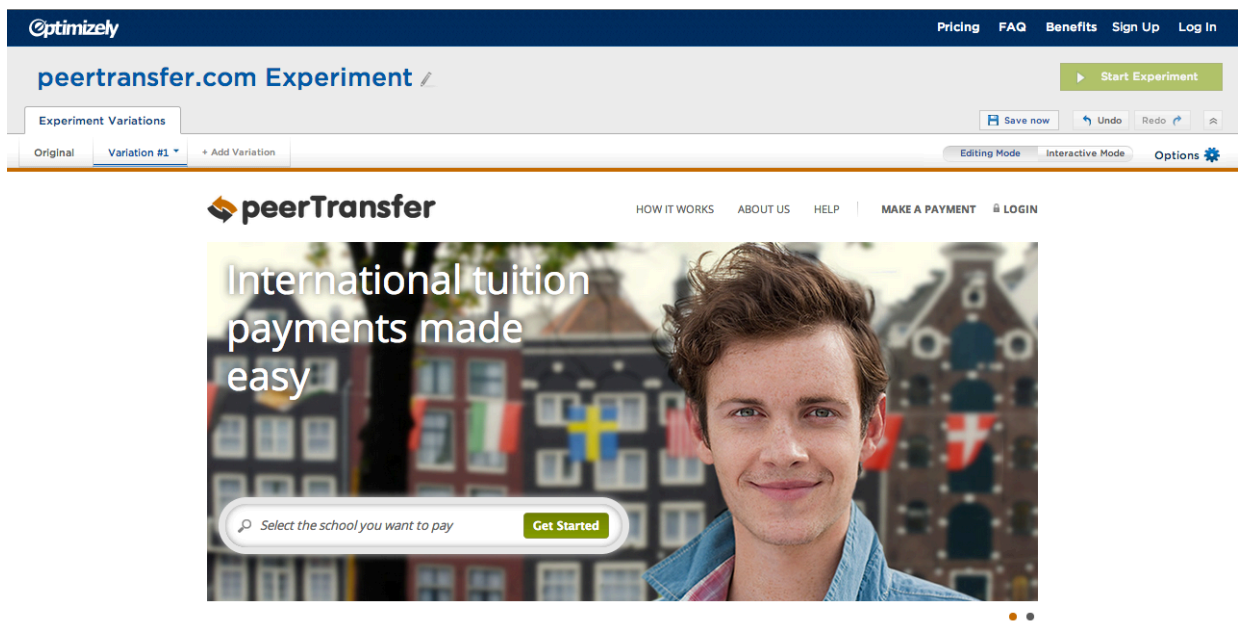 Optimizely
Pricing FAQ Benefits Sign Up Log In
peertransfer.com Experiment
Start Experiment
Experiment Variations
Save now Undo Redo
Original Variation #1 + Add Variation
Editing Mode Interactive Mode Options
peerTransfer
HOW IT WORKS ABOUT US HELP MAKE A PAYMENT LOGIN
International tuition
payments made
easy
Select the school you want to pay Get Started